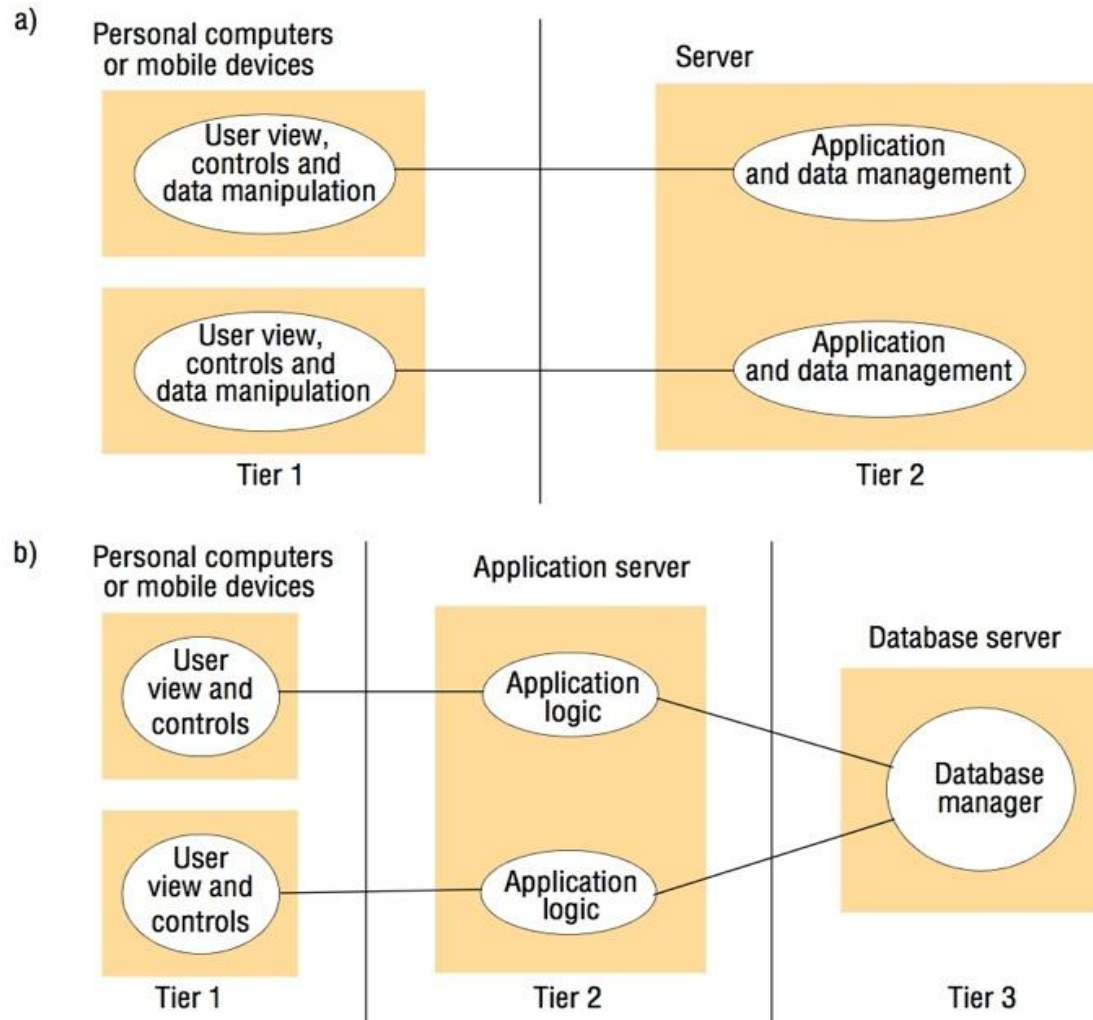 a)
Personal computers
or mobile devices
Server
User view,
controls and
data manipulation
Application
and data management
User view,
controls and
data manipulation
Application
and data management
Tier 1
Tier 2
b)
Personal computers
or mobile devices
Application server
Database server
User
view and
controls
Application
logic
Database
manager
User
view and
controls
Application
logic
Tier 1
Tier 2
Tier 3